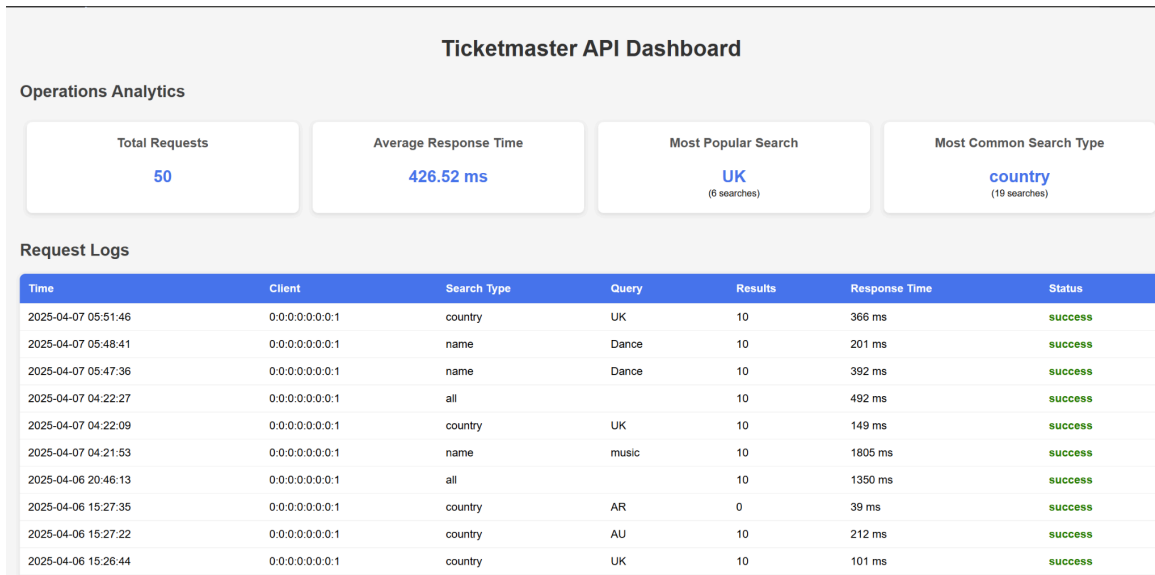 Ticketmaster API Dashboard
Operations Analytics
Total Requests Average Response Time Most Popular Search Most Common Search Type
50 426.52 ms UK country
(6 searches) (19 searches)
Request Logs
Time Client Search Type Query Results Response Time Status
2025-04-07 05:51:46 0:0:0:0:0:0:0:1 country UK 10 366 ms success
2025-04-07 05:48:41 0:0:0:0:0:0:0:1 name Dance 10 201 ms success
2025-04-07 05:47:36 0:0:0:0:0:0:0:1 name Dance 10 392 ms success
2025-04-07 04:22:27 0:0:0:0:0:0:0:1 all 10 492 ms success
2025-04-07 04:22:09 0:0:0:0:0:0:0:1 country UK 10 149 ms success
2025-04-07 04:21:53 0:0:0:0:0:0:0:1 name music 10 1805 ms success
2025-04-06 20:46:13 0:0:0:0:0:0:0:1 all 10 1350 ms success
2025-04-06 15:27:35 0:0:0:0:0:0:0:1 country AR 0 39 ms success
2025-04-06 15:27:22 0:0:0:0:0:0:0:1 country AU 10 212 ms success
2025-04-06 15:26:44 0:0:0:0:0:0:0:1 country UK 10 101 ms success